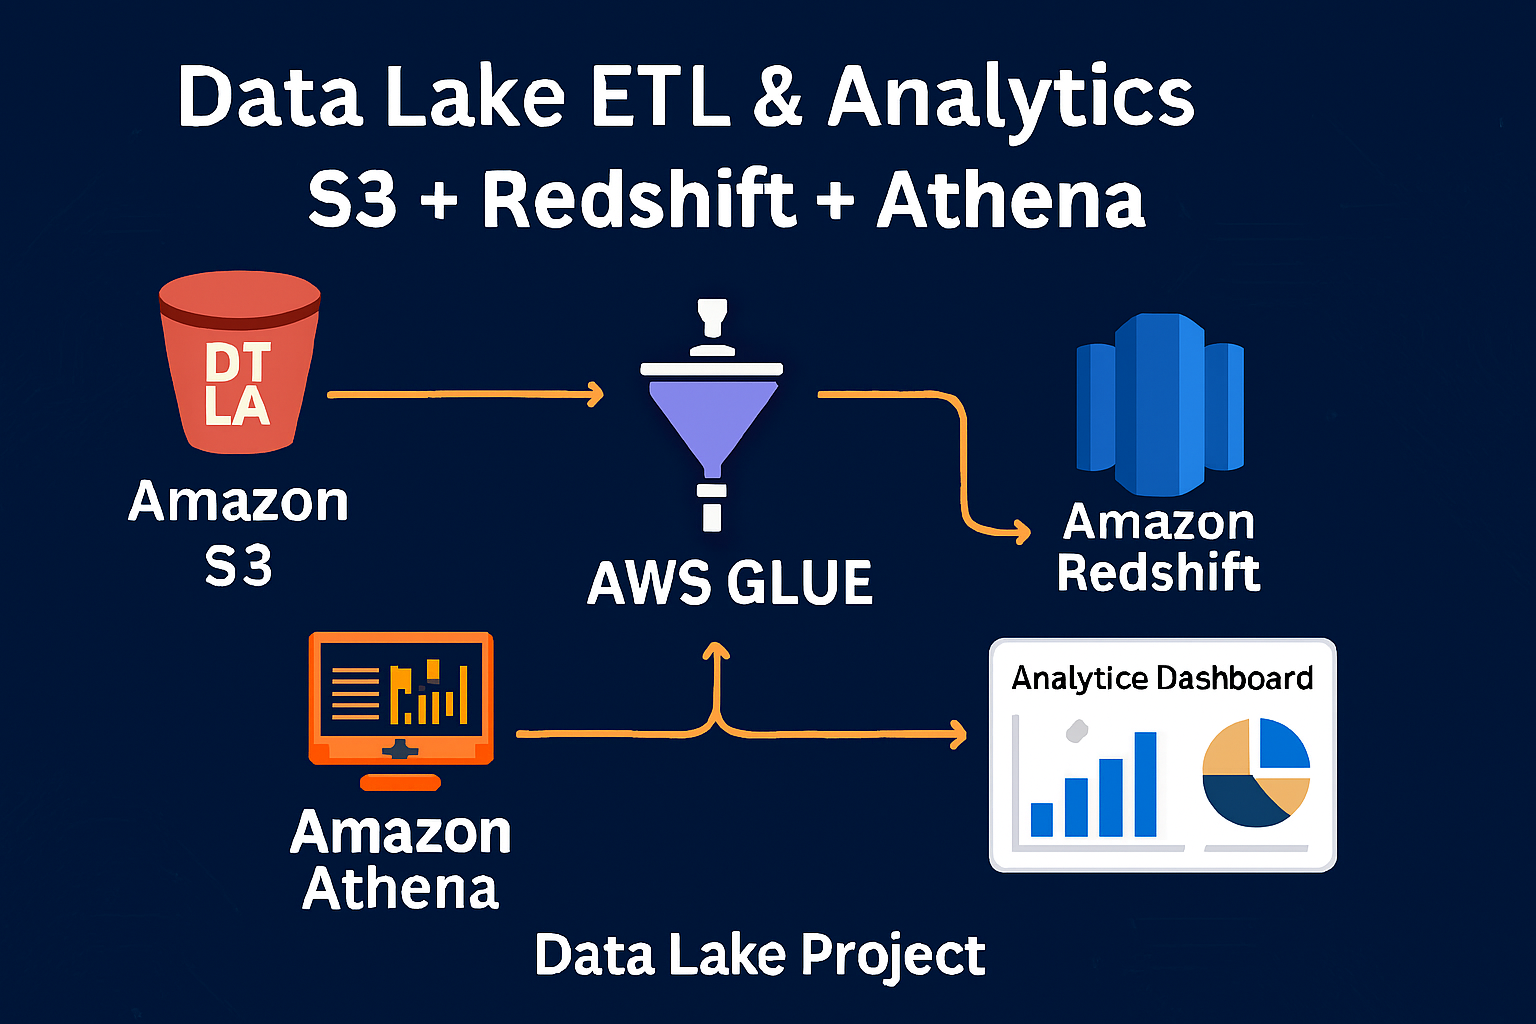 Data Lake ETL & Analytics
S3 + Redshift + Athena
DT
LA
Amazon
S3
AWS GLUE
Amazon
Redshift
Amazon
Athena
Analytice Dashboard
Data Lake Project